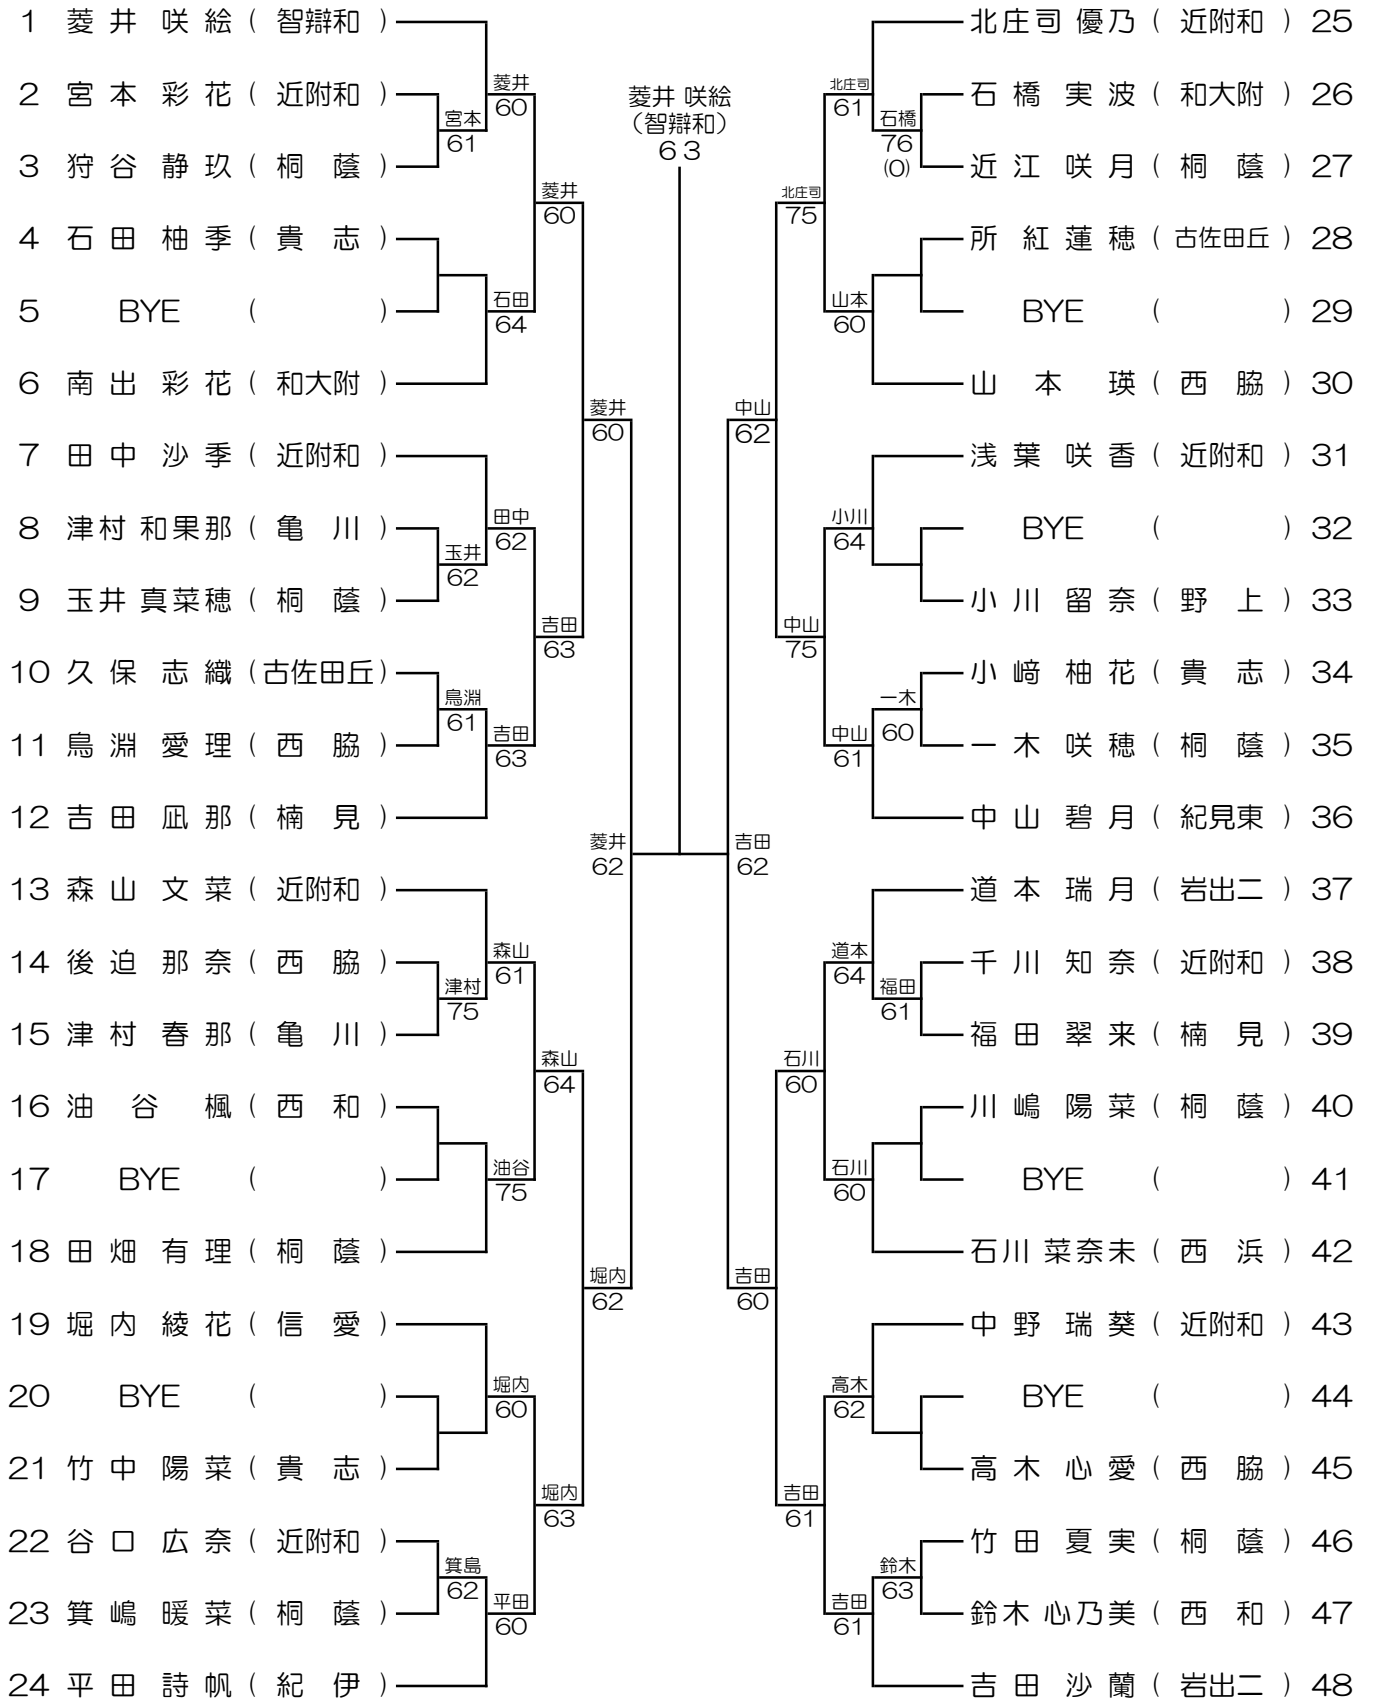 1 菱井 咲絵 (智辯和)
2 宮本 彩花 (近附和)
3 狩谷 静玖 (桐蔭)
4 石田 柚季 (貴志)
5 BYE ( )
6 南出 彩花 (和大附)
7 田中 沙季 (近附和)
8 津村 和果那 (亀川)
9 玉井 真菜穂 (桐蔭)
10 久保 志織 (古佐田丘)
11 鳥淵 愛理 (西脇)
12 吉田 凪那 (楠見)
13 森山 文菜 (近附和)
14 後迫 那奈 (西脇)
15 津村 春那 (亀川)
16 油谷 楓 (西和)
17 BYE ( )
18 田畑 有理 (桐蔭)
19 堀内 綾花 (信愛)
20 BYE ( )
21 竹中 陽菜 (貴志)
22 谷口 広奈 (近附和)
23 箕嶋 暖菜 (桐蔭)
24 平田 詩帆 (紀伊)
宮本
61
玉井
62
鳥淵
61
津村
75
箕島
62
菱井
60
石田
64
田中
62
吉田
63
森山
61
油谷
75
堀内
60
平田
60
菱井
60
吉田
63
森山
64
堀内
63
菱井
60
堀内
62
菱井
62
菱井 咲絵
(智辯和)
63
吉田
62
中山
62
吉田
60
北庄司
75
中山
75
石川
60
吉田
61
北庄司
61
山本
60
小川
64
中山
61
道本
64
石川
60
高木
62
吉田
61
石橋
76
(0)
一木
60
福田
61
鈴木
63
北庄司 優乃 (近附和) 25
石橋 実波 (和大附) 26
近江 咲月 (桐蔭) 27
所 紅蓮穂 (古佐田丘) 28
BYE ( ) 29
山本 瑛 (西脇) 30
浅葉 咲香 (近附和) 31
BYE ( ) 32
小川 留奈 (野上) 33
小﨑 柚花 (貴志) 34
一木 咲穂 (桐蔭) 35
中山 碧月 (紀見東) 36
道本 瑞月 (岩出二) 37
千川 知奈 (近附和) 38
福田 翠来 (楠見) 39
川嶋 陽菜 (桐蔭) 40
BYE ( ) 41
石川 菜奈未 (西浜) 42
中野 瑞葵 (近附和) 43
BYE ( ) 44
高木 心愛 (西脇) 45
竹田 夏実 (桐蔭) 46
鈴木 心乃美 (西和) 47
吉田 沙蘭 (岩出二) 48